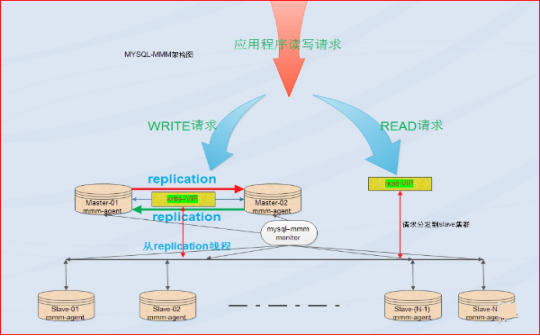 应用程序读写请求
MYSQL-MMM架构图
WRITE请求
READ请求
replication
Master-01
mmm-agent
Master-02
mmm-agent
replication
mysql-mmm
monitor
请求分发到slave集群
从replication线程
Slave-01
mmm-agent
Slave-02
mmm-agent
Slave-(N-1)
mmm-agent
Slave-N
mmm-agent